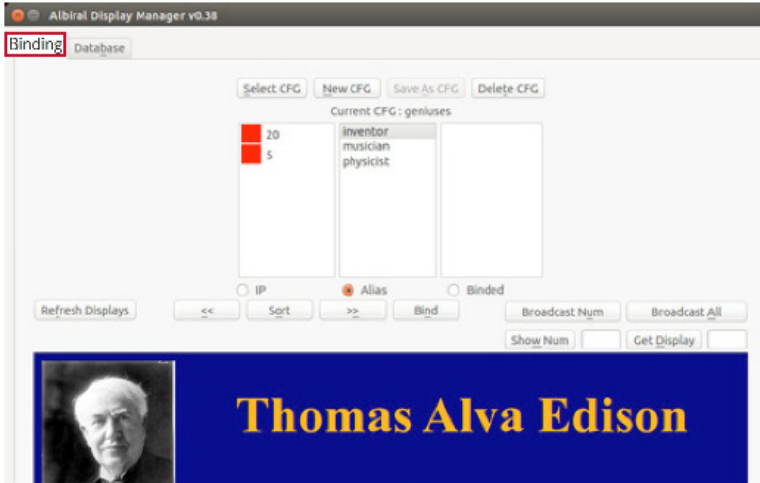 Albiral Display Manager v0.38
Binding Database
Select CFG New CFG Save As CFG Delete CFG
Current CFG : geniuses
20 inventor
5 musician
physicist
IP Alias Binded
Refresh Displays << Sort >> Bind Broadcast Num Broadcast All
Show Num Get Display
Thomas Alva Edison